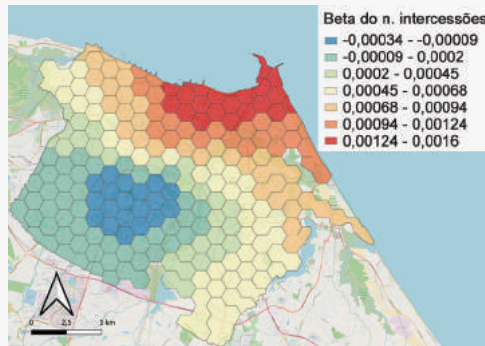 Beta do n. intercessões
-0,00034 - -0,00009
-0,00009 - 0,0002
0,0002 - 0,00045
0,00045 - 0,00068
0,00068 - 0,00094
0,00094 - 0,00124
0,00124 - 0,0016
0 2,5 5 km